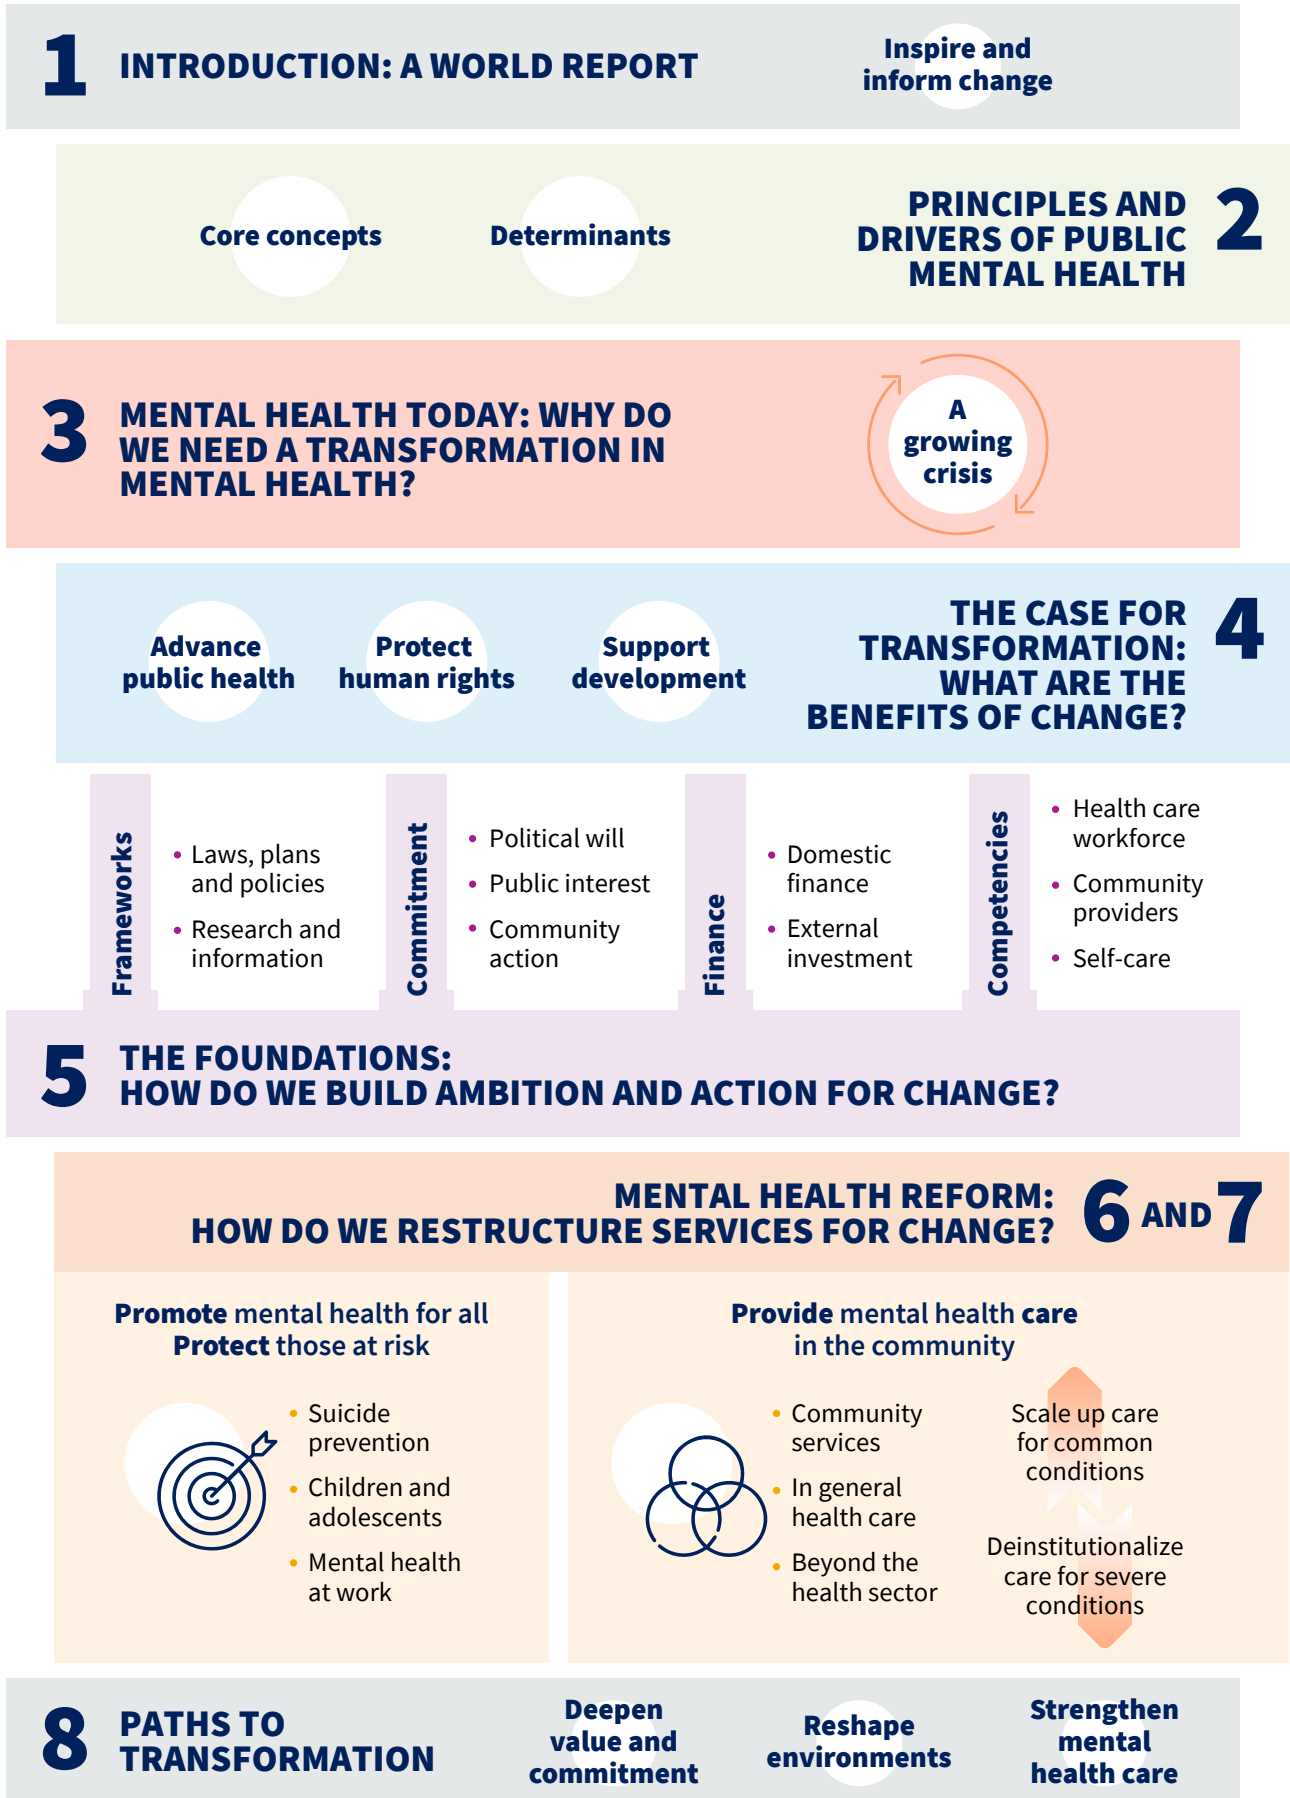 1
INTRODUCTION: A WORLD REPORT
Inspire and
inform change
Core concepts
Determinants
PRINCIPLES AND
DRIVERS OF PUBLIC
MENTAL HEALTH
2
3
MENTAL HEALTH TODAY: WHY DO
WE NEED A TRANSFORMATION IN
MENTAL HEALTH?
A
growing
crisis
Advance
public health
Protect
human rights
Support
development
THE CASE FOR
TRANSFORMATION:
WHAT ARE THE
BENEFITS OF CHANGE?
4
Frameworks
• Laws, plans
and policies
• Research and
information
Commitment
• Political will
• Public interest
• Community
action
Finance
• Domestic
finance
• External
investment
Competencies
• Health care
workforce
• Community
providers
• Self-care
5
THE FOUNDATIONS:
HOW DO WE BUILD AMBITION AND ACTION FOR CHANGE?
MENTAL HEALTH REFORM:
HOW DO WE RESTRUCTURE SERVICES FOR CHANGE?
6 AND 7
Promote mental health for all
Protect those at risk
• Suicide
prevention
• Children and
adolescents
• Mental health
at work
Provide mental health care
in the community
• Community
services
• In general
health care
• Beyond the
health sector
Scale up care
for common
conditions
Deinstitutionalize
care for severe
conditions
8
PATHS TO
TRANSFORMATION
Deepen
value and
commitment
Reshape
environments
Strengthen
mental
health care